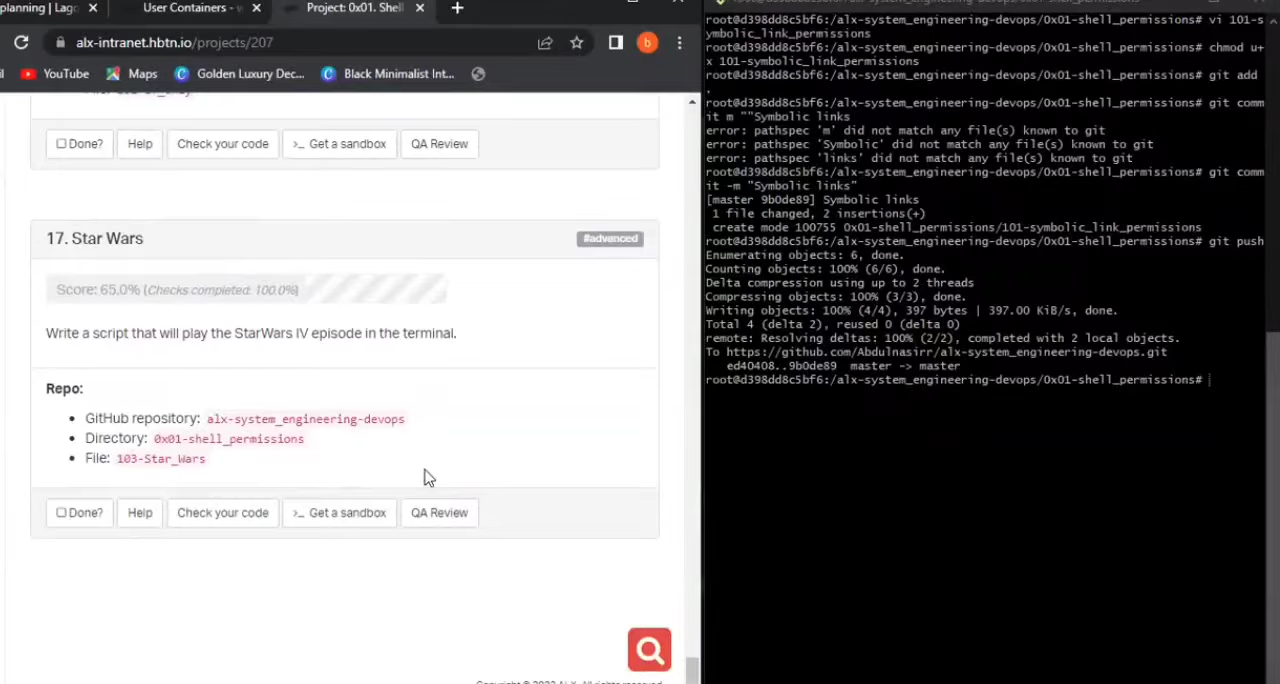 planning | Lago
User Containers -
Project: 0x01. Shell
alx-intranet.hbtn.io/projects/207
b
YouTube
Maps
Golden Luxury Dec...
Black Minimalist Int...
Done?
Help
Check your code
>_ Get a sandbox
QA Review
17. Star Wars
#advanced
Score: 65.0% (Checks completed: 100.0%)
Write a script that will play the StarWars IV episode in the terminal.
Repo:
GitHub repository: alx-system_engineering-devops
Directory: 0x01-shell_permissions
File: 103-Star_Wars
Done?
Help
Check your code
>_ Get a sandbox
QA Review
root@d398dd8c5bf6:/alx-system_engineering-devops/0x01-shell_permissions# vi 101-s
ymbolic_link_permissions
root@d398dd8c5bf6:/alx-system_engineering-devops/0x01-shell_permissions# chmod u+
x 101-symbolic_link_permissions
root@d398dd8c5bf6:/alx-system_engineering-devops/0x01-shell_permissions# git add
.
root@d398dd8c5bf6:/alx-system_engineering-devops/0x01-shell_permissions# git comm
it m ""Symbolic links
error: pathspec 'm' did not match any file(s) known to git
error: pathspec 'Symbolic' did not match any file(s) known to git
error: pathspec 'links' did not match any file(s) known to git
root@d398dd8c5bf6:/alx-system_engineering-devops/0x01-shell_permissions# git comm
it -m "Symbolic links"
[master 9b0de89] Symbolic links
1 file changed, 2 insertions(+)
create mode 100755 0x01-shell_permissions/101-symbolic_link_permissions
root@d398dd8c5bf6:/alx-system_engineering-devops/0x01-shell_permissions# git push
Enumerating objects: 6, done.
Counting objects: 100% (6/6), done.
Delta compression using up to 2 threads
Compressing objects: 100% (3/3), done.
Writing objects: 100% (4/4), 397 bytes | 397.00 KiB/s, done.
Total 4 (delta 2), reused 0 (delta 0)
remote: Resolving deltas: 100% (2/2), completed with 2 local objects.
To https://github.com/Abdulnasirr/alx-system_engineering-devops.git
ed40408..9b0de89 master -> master
root@d398dd8c5bf6:/alx-system_engineering-devops/0x01-shell_permissions#